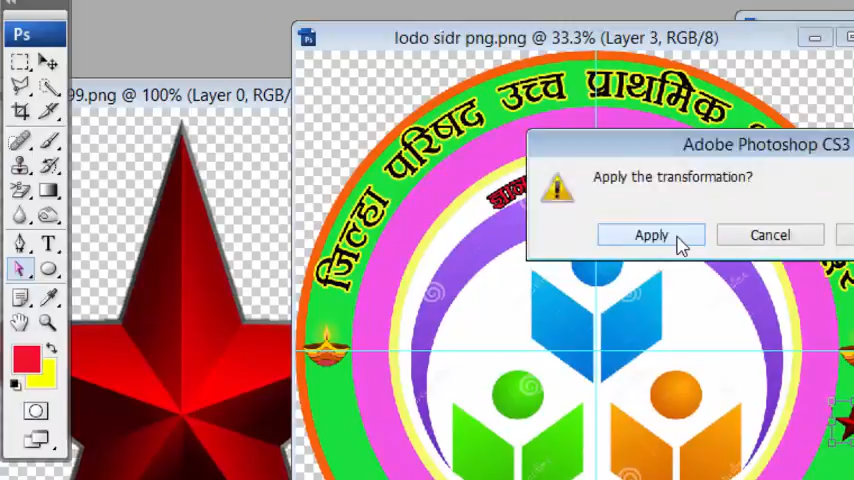 Ps
99.png @ 100% (Layer 0, RGB/
lodo sidr png.png @ 33.3% (Layer 3, RGB/8)
जिल्हा परिषद उच्च प्राथमिक
Adobe Photoshop CS3
Apply the transformation?
Apply
Cancel
T